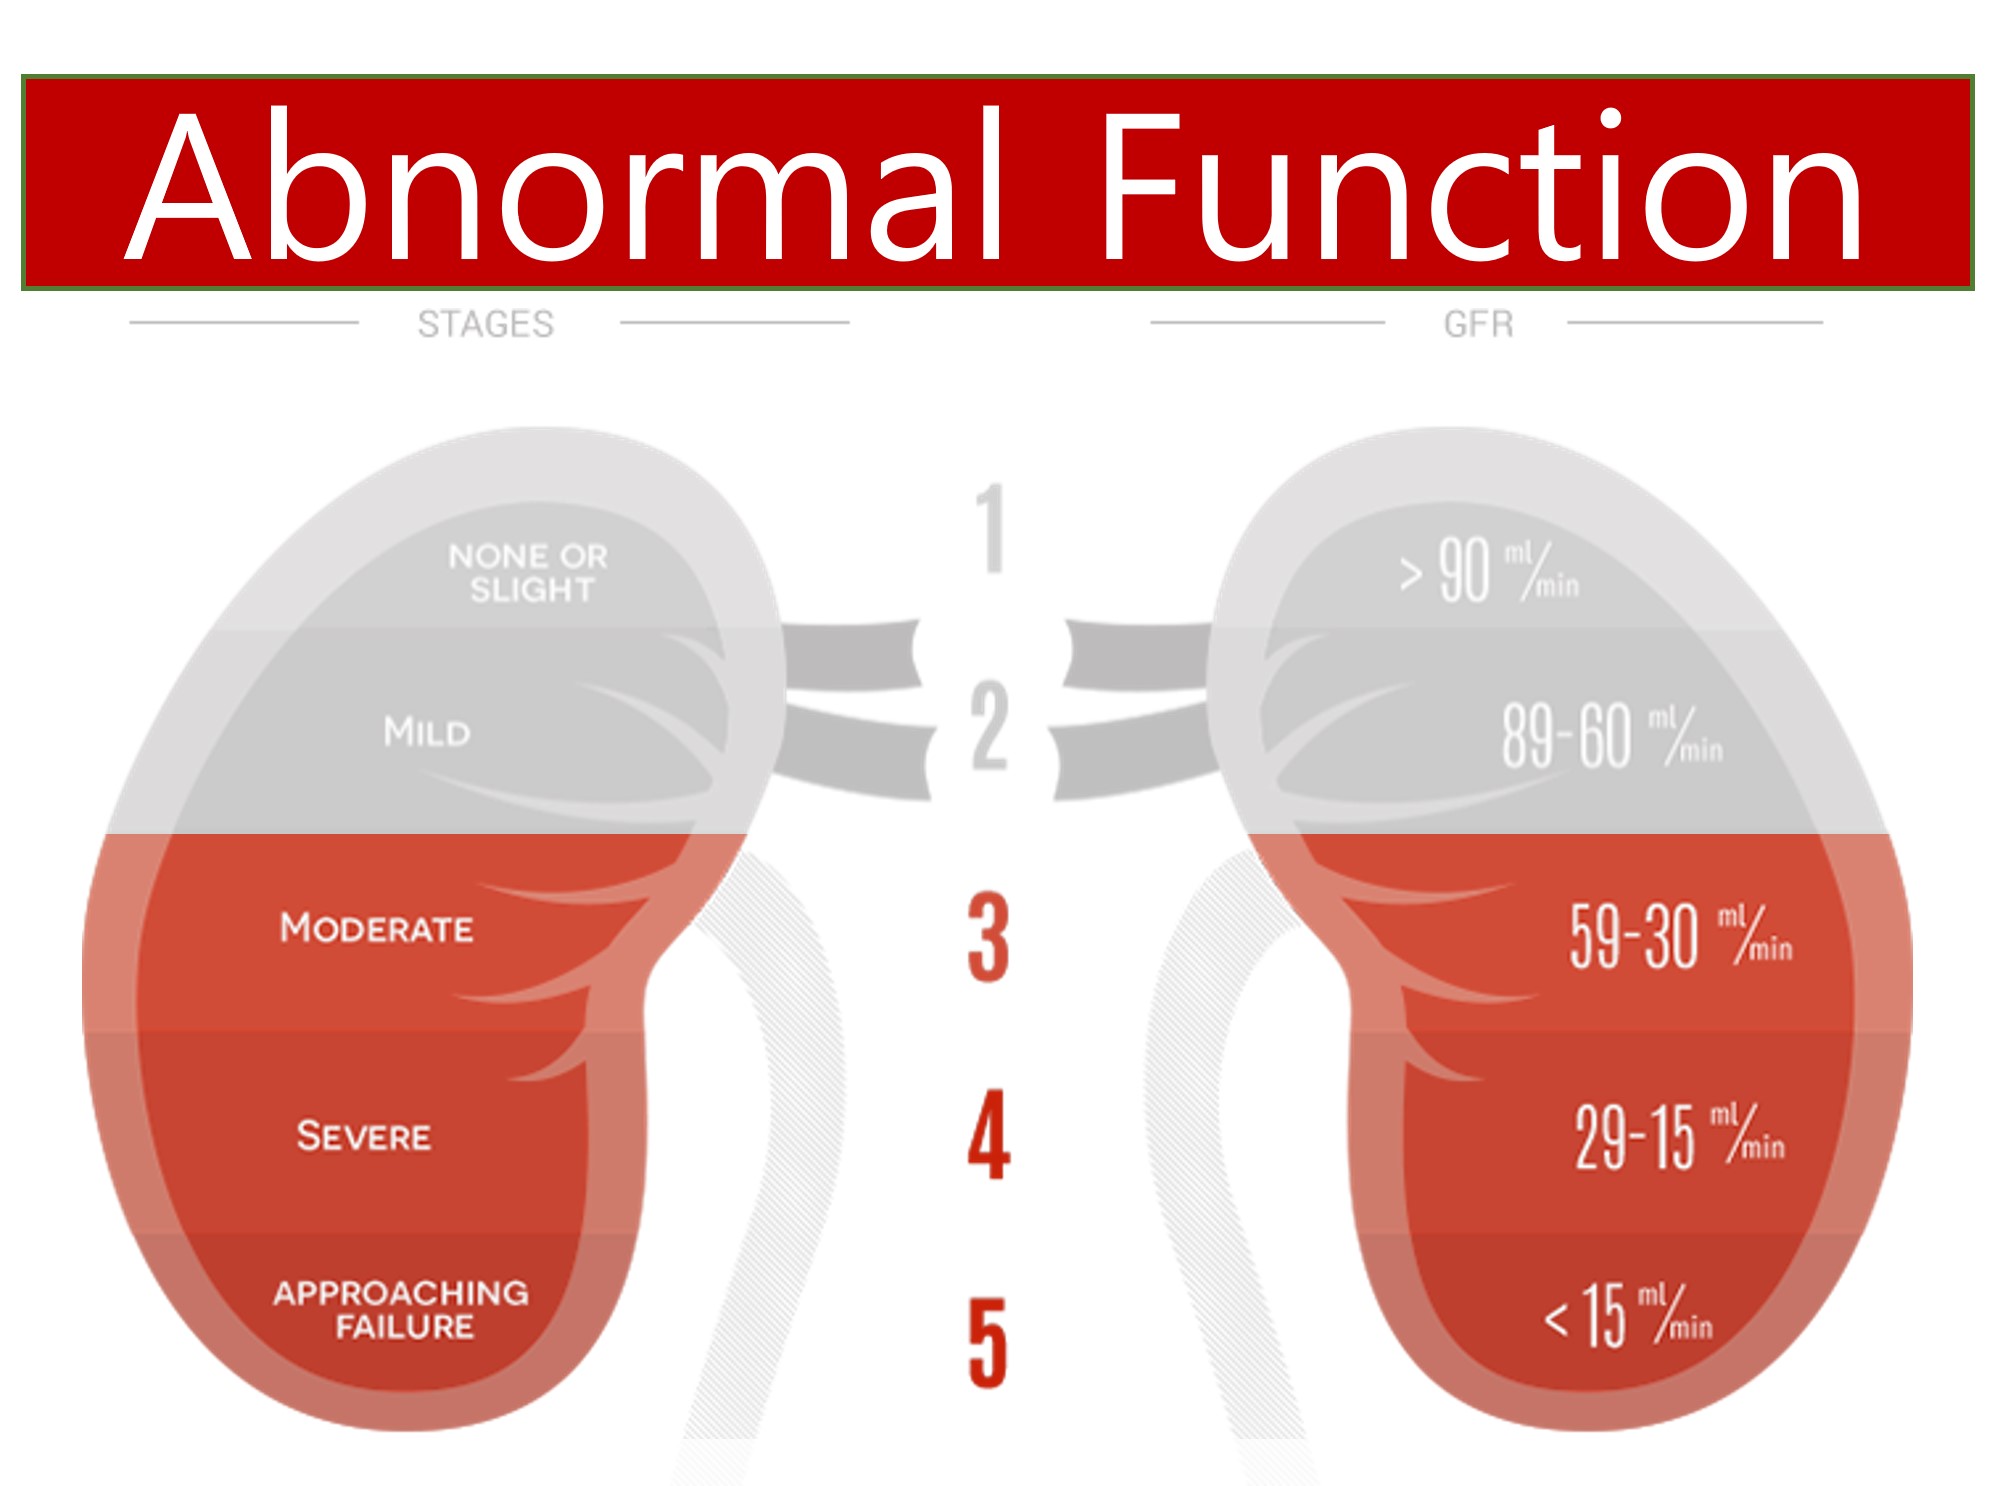 Abnormal Function
STAGES
GFR
1
NONE OR
SLIGHT
> 90 ml/min
2
MILD
89-60 ml/min
3
MODERATE
59-30 ml/min
4
SEVERE
29-15 ml/min
5
APPROACHING
FAILURE
< 15 ml/min